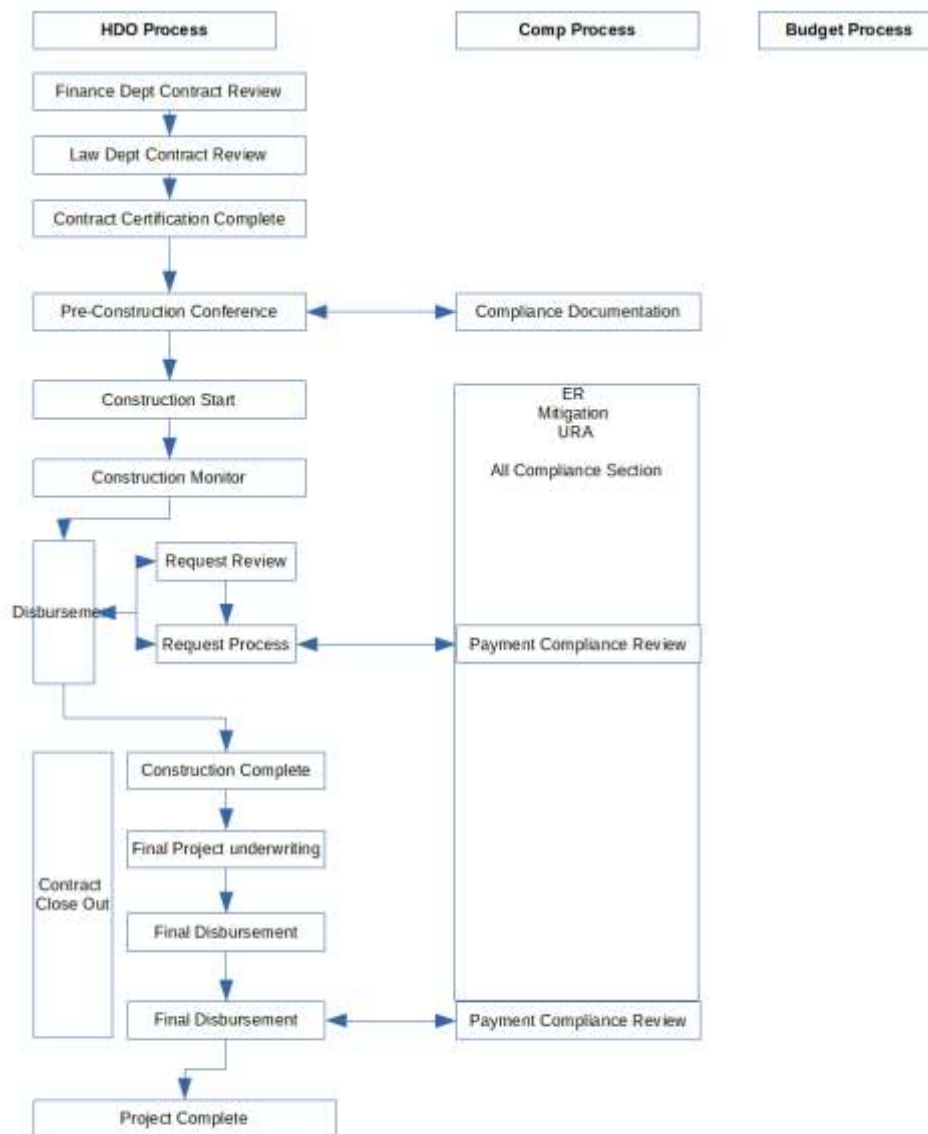 HDO Process
Comp Process
Budget Process
Finance Dept Contract Review
Law Dept Contract Review
Contract Certification Complete
Pre-Construction Conference
Compliance Documentation
Construction Start
ER
Mitigation
URA
All Compliance Section
Construction Monitor
Request Review
Disbursement
Request Process
Payment Compliance Review
Construction Complete
Final Project underwriting
Contract
Close Out
Final Disbursement
Final Disbursement
Payment Compliance Review
Project Complete